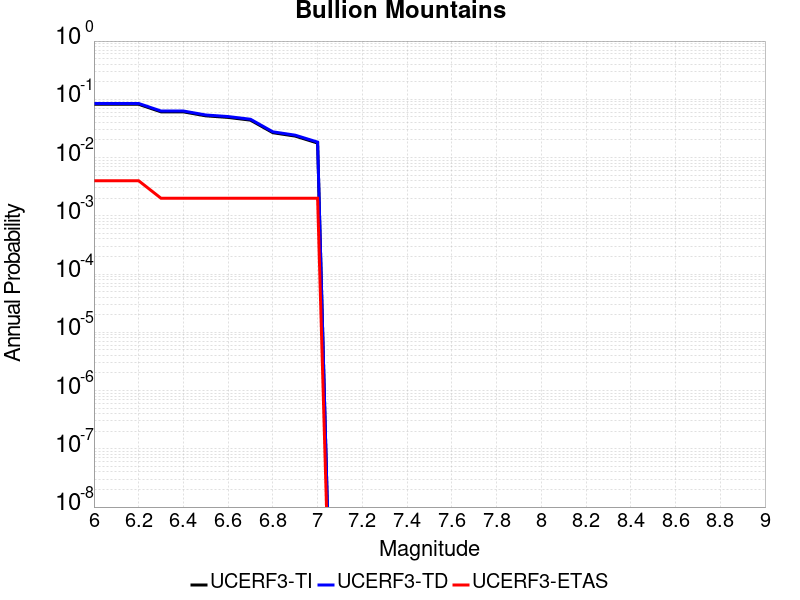 Bullion Mountains
10^0
10^-1
10^-2
10^-3
10^-4
10^-5
10^-6
10^-7
10^-8
Annual Probability
6 6.2 6.4 6.6 6.8 7 7.2 7.4 7.6 7.8 8 8.2 8.4 8.6 8.8 9
Magnitude
UCERF3-TI UCERF3-TD UCERF3-ETAS